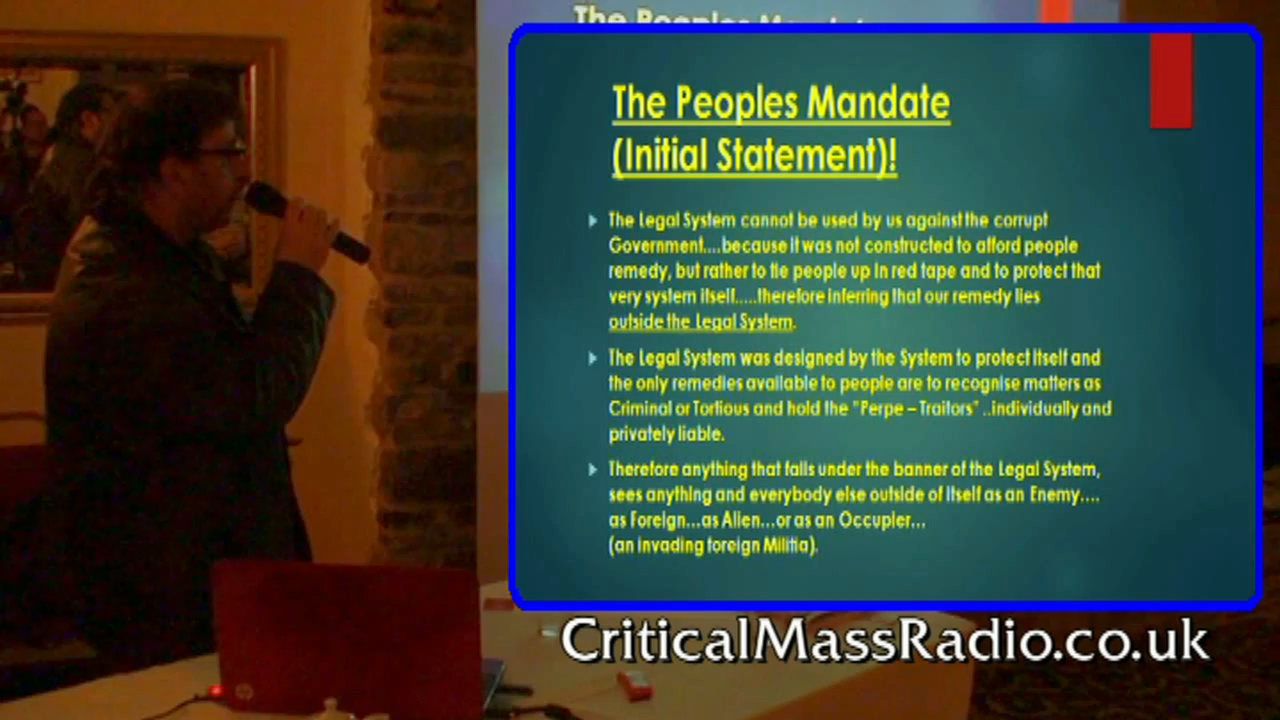 The Peoples Mandate
The Peoples Mandate
(Initial Statement)!
The Legal System cannot be used by us against the corrupt
Government....because it was not constructed to afford people
remedy, but rather to tie people up in red tape and to protect that
very system itself.....therefore inferring that our remedy lies
outside the Legal System.
The Legal System was designed by the System to protect itself and
the only remedies available to people are to recognise matters as
Criminal or Tortious and hold the "Perpe – Traitors" ..individually and
privately liable.
Therefore anything that falls under the banner of the Legal System,
sees anything and everybody else outside of itself as an Enemy....
as Foreign...as Alien...or as an Occupier...
(an invading foreign Militia).
CriticalMassRadio.co.uk